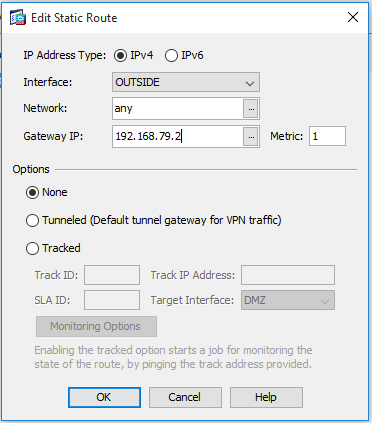 Edit Static Route
IP Address Type: IPv4 IPv6
Interface: OUTSIDE
Network: any ...
Gateway IP: 192.168.79.2 ... Metric: 1
Options
None
Tunneled (Default tunnel gateway for VPN traffic)
Tracked
Track ID: Track IP Address:
SLA ID: Target Interface: DMZ
Monitoring Options
Enabling the tracked option starts a job for monitoring the
state of the route, by pinging the track address provided.
OK Cancel Help